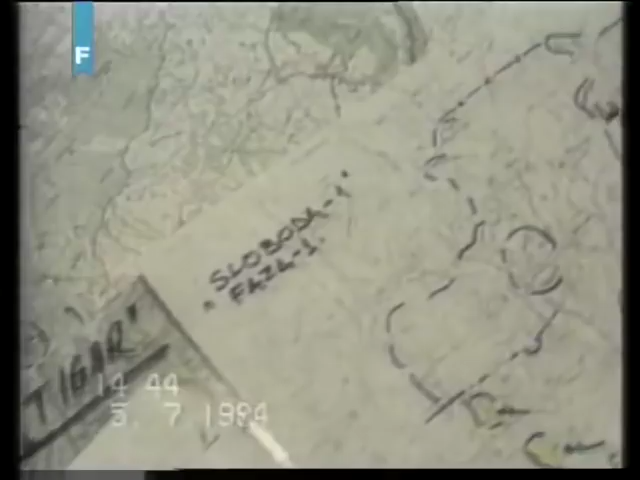 F
"SLOBODA-1"
"FAZA-1.
TIGAR"
14 44
5. 7 1994